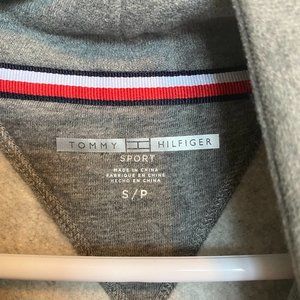 TOMMY HILFIGER
SPORT
MADE IN CHINA
FABRIQUÉ EN CHINE
HECHO EN CHINA
S/P